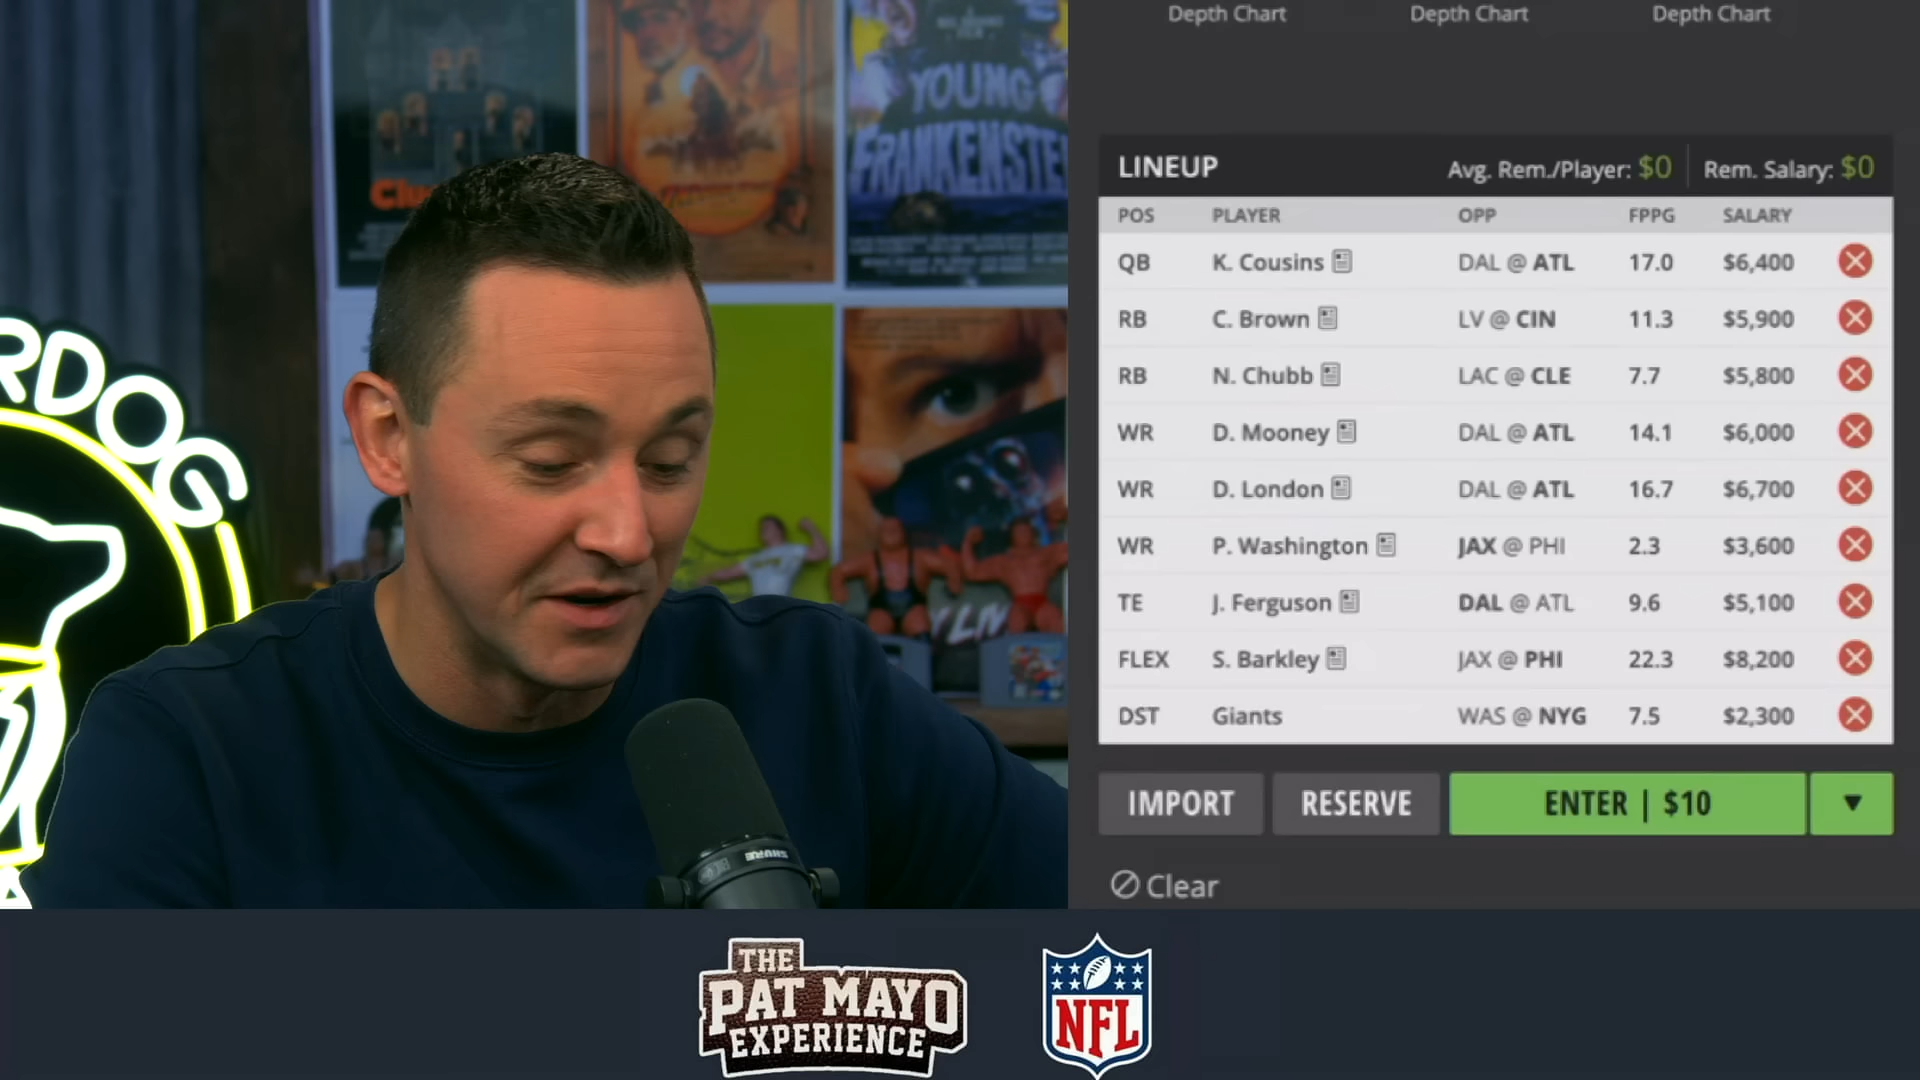 Depth Chart Depth Chart Depth Chart
YOUNG
FRANKENSTE
Clu
RDOG
LINEUP Avg. Rem./Player: $0 Rem. Salary: $0
POS PLAYER OPP FPPG SALARY
QB K. Cousins DAL @ ATL 17.0 $6,400
RB C. Brown LV @ CIN 11.3 $5,900
RB N. Chubb LAC @ CLE 7.7 $5,800
WR D. Mooney DAL @ ATL 14.1 $6,000
WR D. London DAL @ ATL 16.7 $6,700
WR P. Washington JAX @ PHI 2.3 $3,600
TE J. Ferguson DAL @ ATL 9.6 $5,100
FLEX S. Barkley JAX @ PHI 22.3 $8,200
DST Giants WAS @ NYG 7.5 $2,300
IMPORT RESERVE ENTER | $10
Clear
SHURE
THE
PAT MAYO
EXPERIENCE
NFL